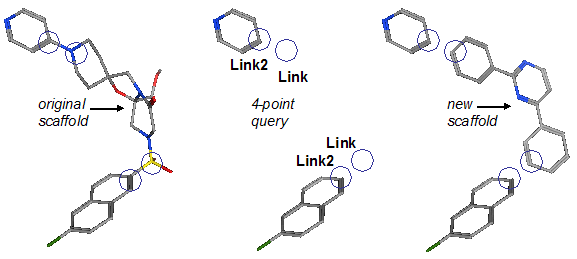 original
scaffold
Link2
Link
4-point
query
Link
Link2
new
scaffold